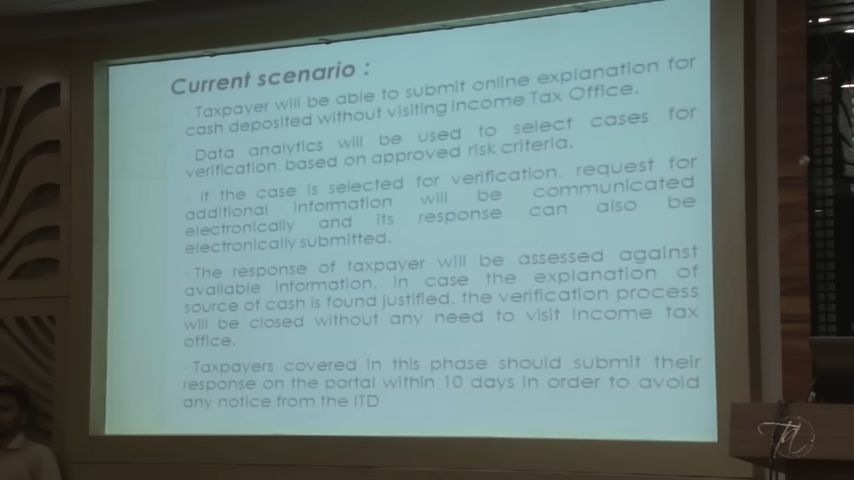 Current scenario :
Taxpayer will be able to submit online explanation for
cash deposited without visiting Income Tax Office.
Data analytics will be used to select cases for
verification, based on approved risk criteria.
If the case is selected for verification, request for
additional information will be communicated
electronically and its response can also be
electronically submitted.
The response of taxpayer will be assessed against
available information. In case the explanation of
source of cash is found justified, the verification process
will be closed without any need to visit income tax
office.
Taxpayers covered in this phase should submit their
response on the portal within 10 days in order to avoid
any notice from the ITD